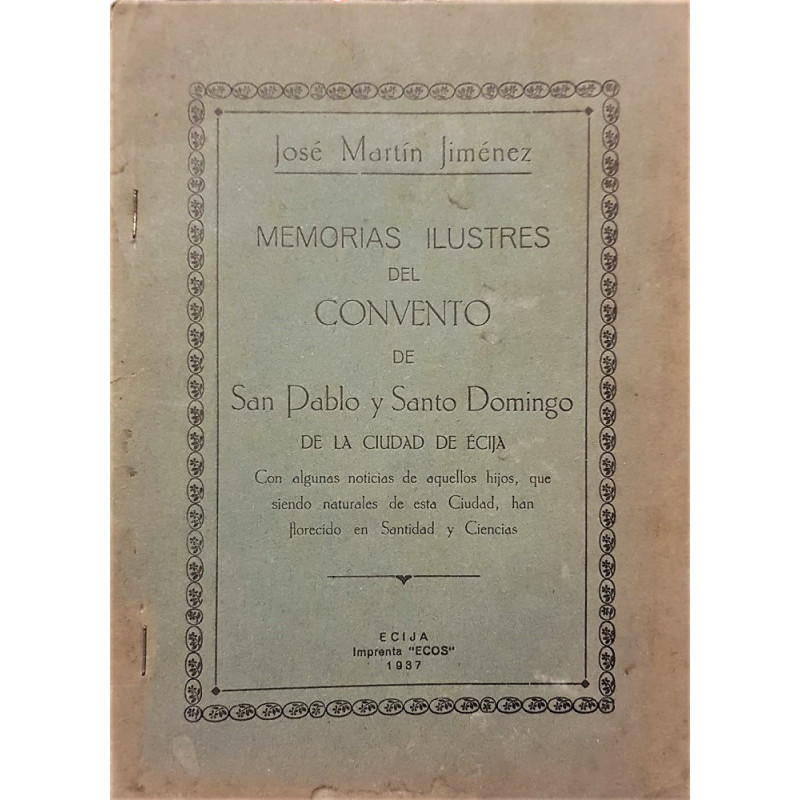 José Martín Jiménez
MEMORIAS ILUSTRES
DEL
CONVENTO
DE
San Pablo y Santo Domingo
DE LA CIUDAD DE ÉCIJA
Con algunas noticias de aquellos hijos, que
siendo naturales de esta Ciudad, han
florecido en Santidad y Ciencias
ECIJA
Imprenta "ECOS"
1937